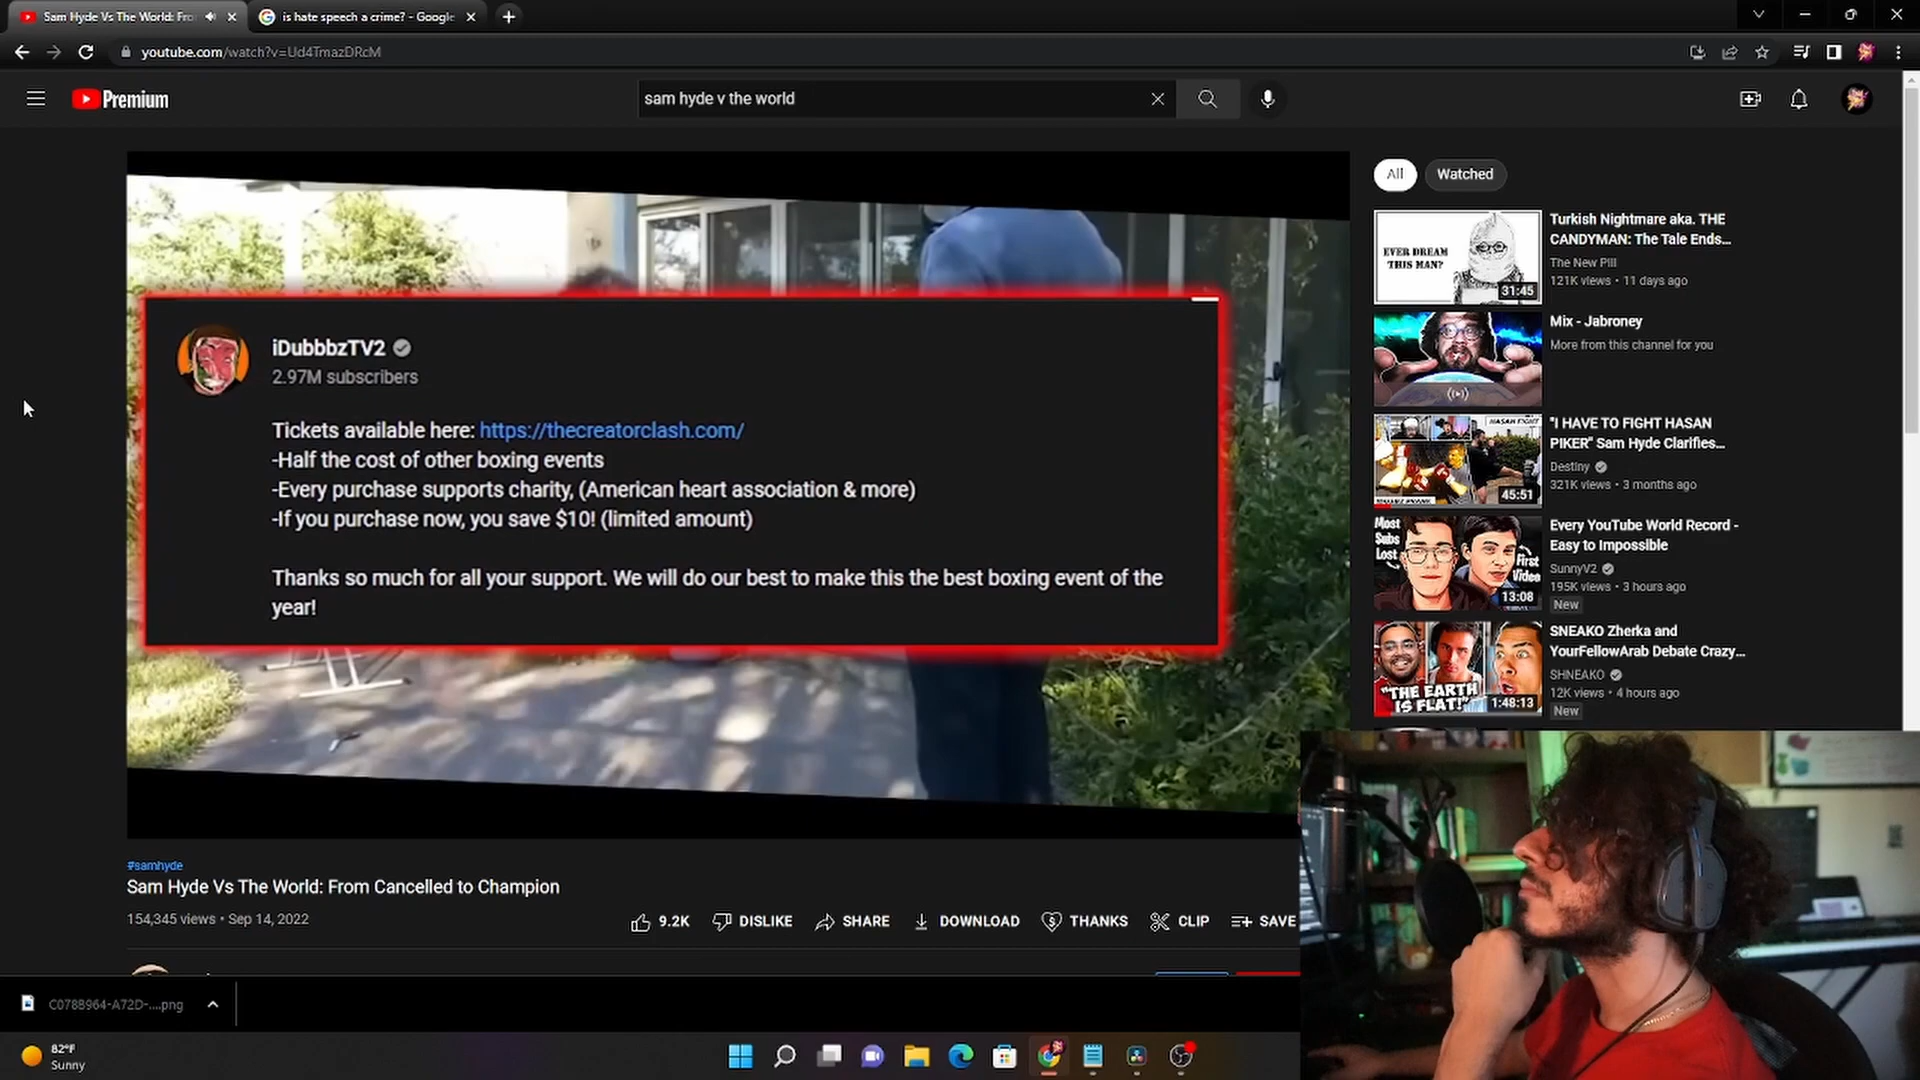 Sam Hyde Vs The World: Fro
is hate speech a crime? - Google
youtube.com/watch?v=Ud4TmazDRcM
Premium
sam hyde v the world
All
Watched
iDubbbzTV2
2.97M subscribers
Tickets available here: https://thecreatorclash.com/
-Half the cost of other boxing events
-Every purchase supports charity, (American heart association & more)
-If you purchase now, you save $10! (limited amount)
Thanks so much for all your support. We will do our best to make this the best boxing event of the
year!
EVER DREAM
THIS MAN?
31:45
Turkish Nightmare aka. THE
CANDYMAN: The Tale Ends...
The New Pill
121K views • 11 days ago
Mix - Jabroney
More from this channel for you
HASAN FIGHT
45:51
"I HAVE TO FIGHT HASAN
PIKER" Sam Hyde Clarifies...
Destiny
321K views • 3 months ago
Most
Subs
Lost
First
Video
13:08
Every YouTube World Record -
Easy to Impossible
SunnyV2
195K views • 3 hours ago
New
"THE EARTH
IS FLAT!"
1:48:13
SNEAKO Zherka and
YourFellowArab Debate Crazy...
SHNEAKO
12K views • 4 hours ago
New
#samhyde
Sam Hyde Vs The World: From Cancelled to Champion
154,345 views • Sep 14, 2022
9.2K
DISLIKE
SHARE
DOWNLOAD
THANKS
CLIP
SAVE
C0788964-A72D-....png
82°F
Sunny